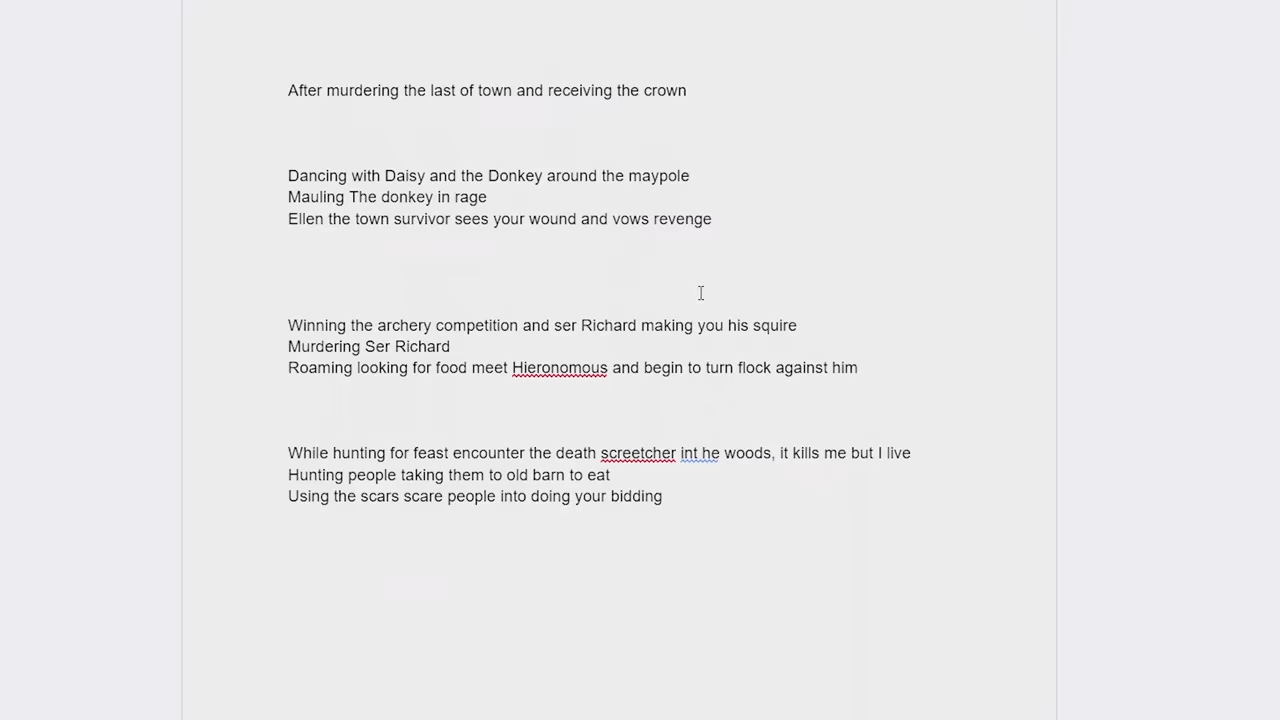 After murdering the last of town and receiving the crown
Dancing with Daisy and the Donkey around the maypole
Mauling The donkey in rage
Ellen the town survivor sees your wound and vows revenge
Winning the archery competition and ser Richard making you his squire
Murdering Ser Richard
Roaming looking for food meet Hieronomous and begin to turn flock against him
While hunting for feast encounter the death screetcher int he woods, it kills me but I live
Hunting people taking them to old barn to eat
Using the scars scare people into doing your bidding